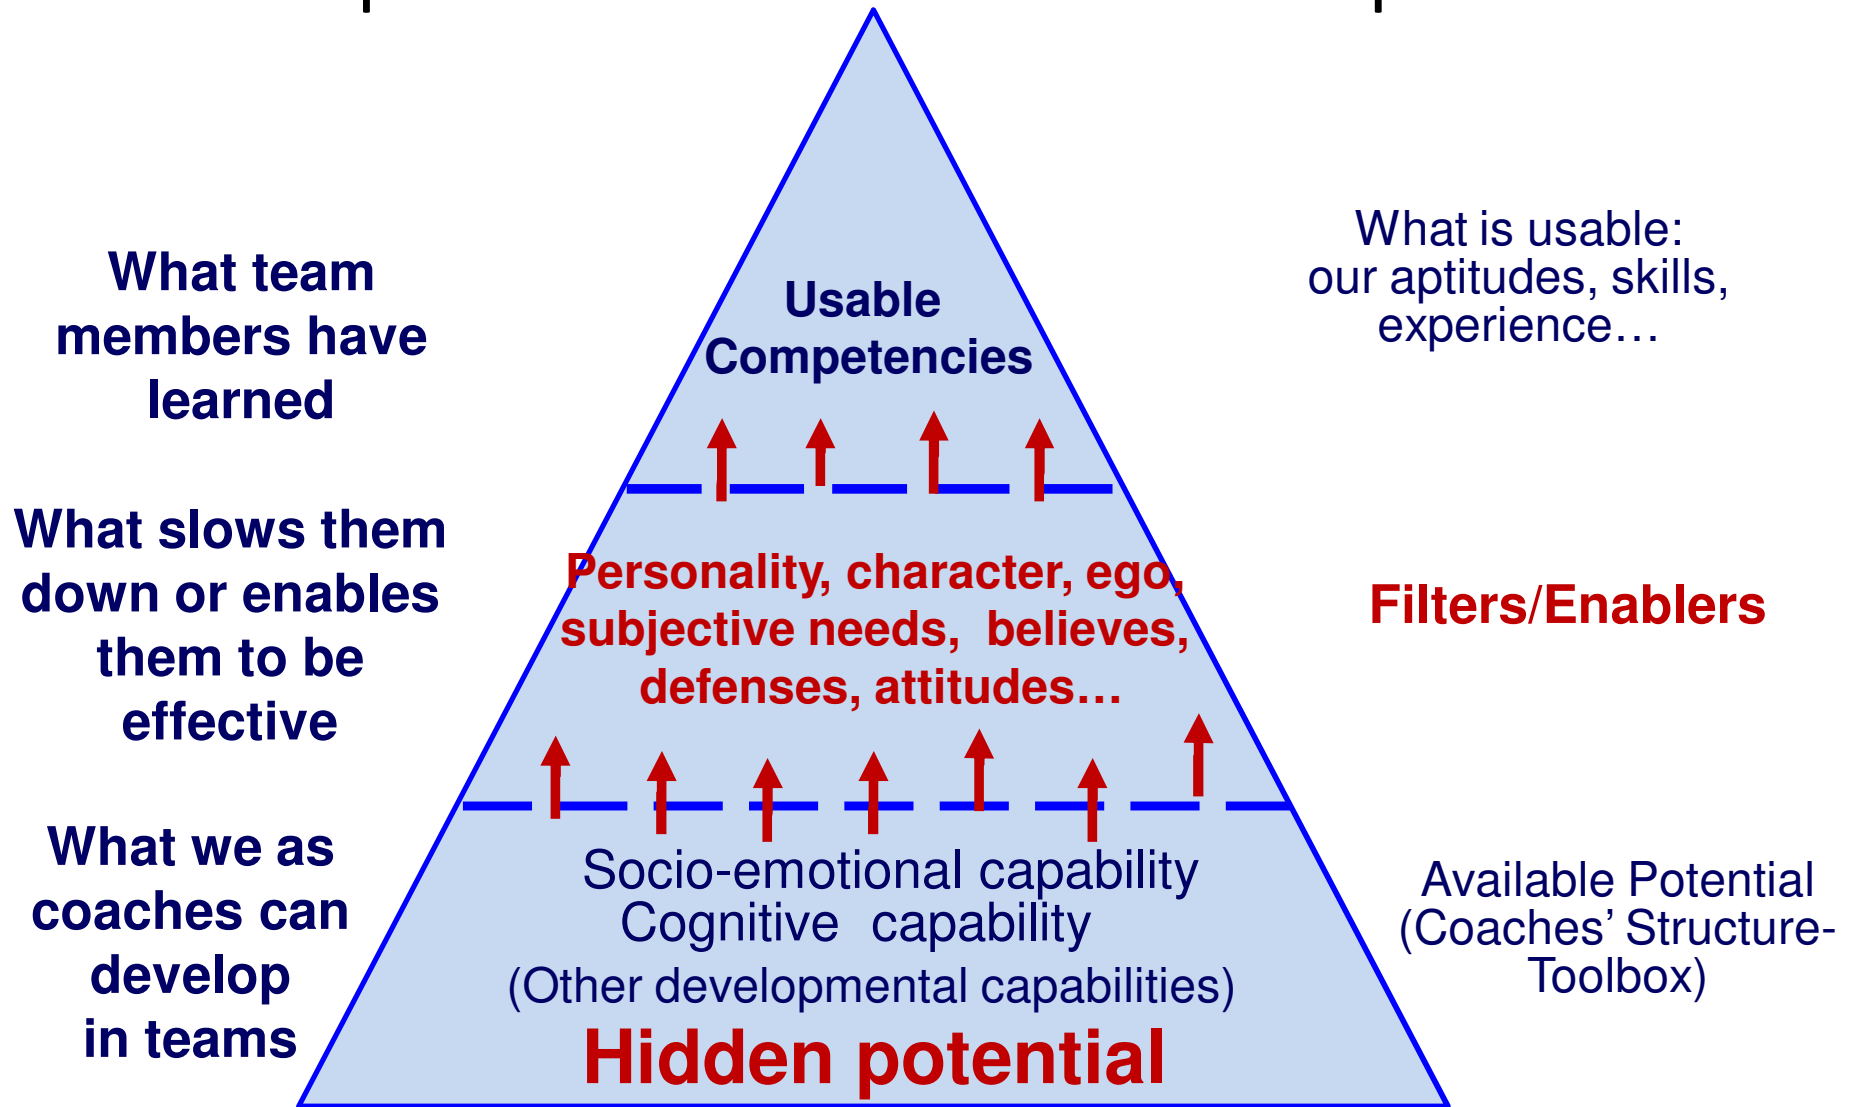 What team
members have
learned
Usable
Competencies
What is usable:
our aptitudes, skills,
experience…
What slows them
down or enables
them to be
effective
Personality, character, ego,
subjective needs, believes,
defenses, attitudes…
Filters/Enablers
What we as
coaches can
develop
in teams
Socio-emotional capability
Cognitive capability
(Other developmental capabilities)
Hidden potential
Available Potential
(Coaches’ Structure-
Toolbox)